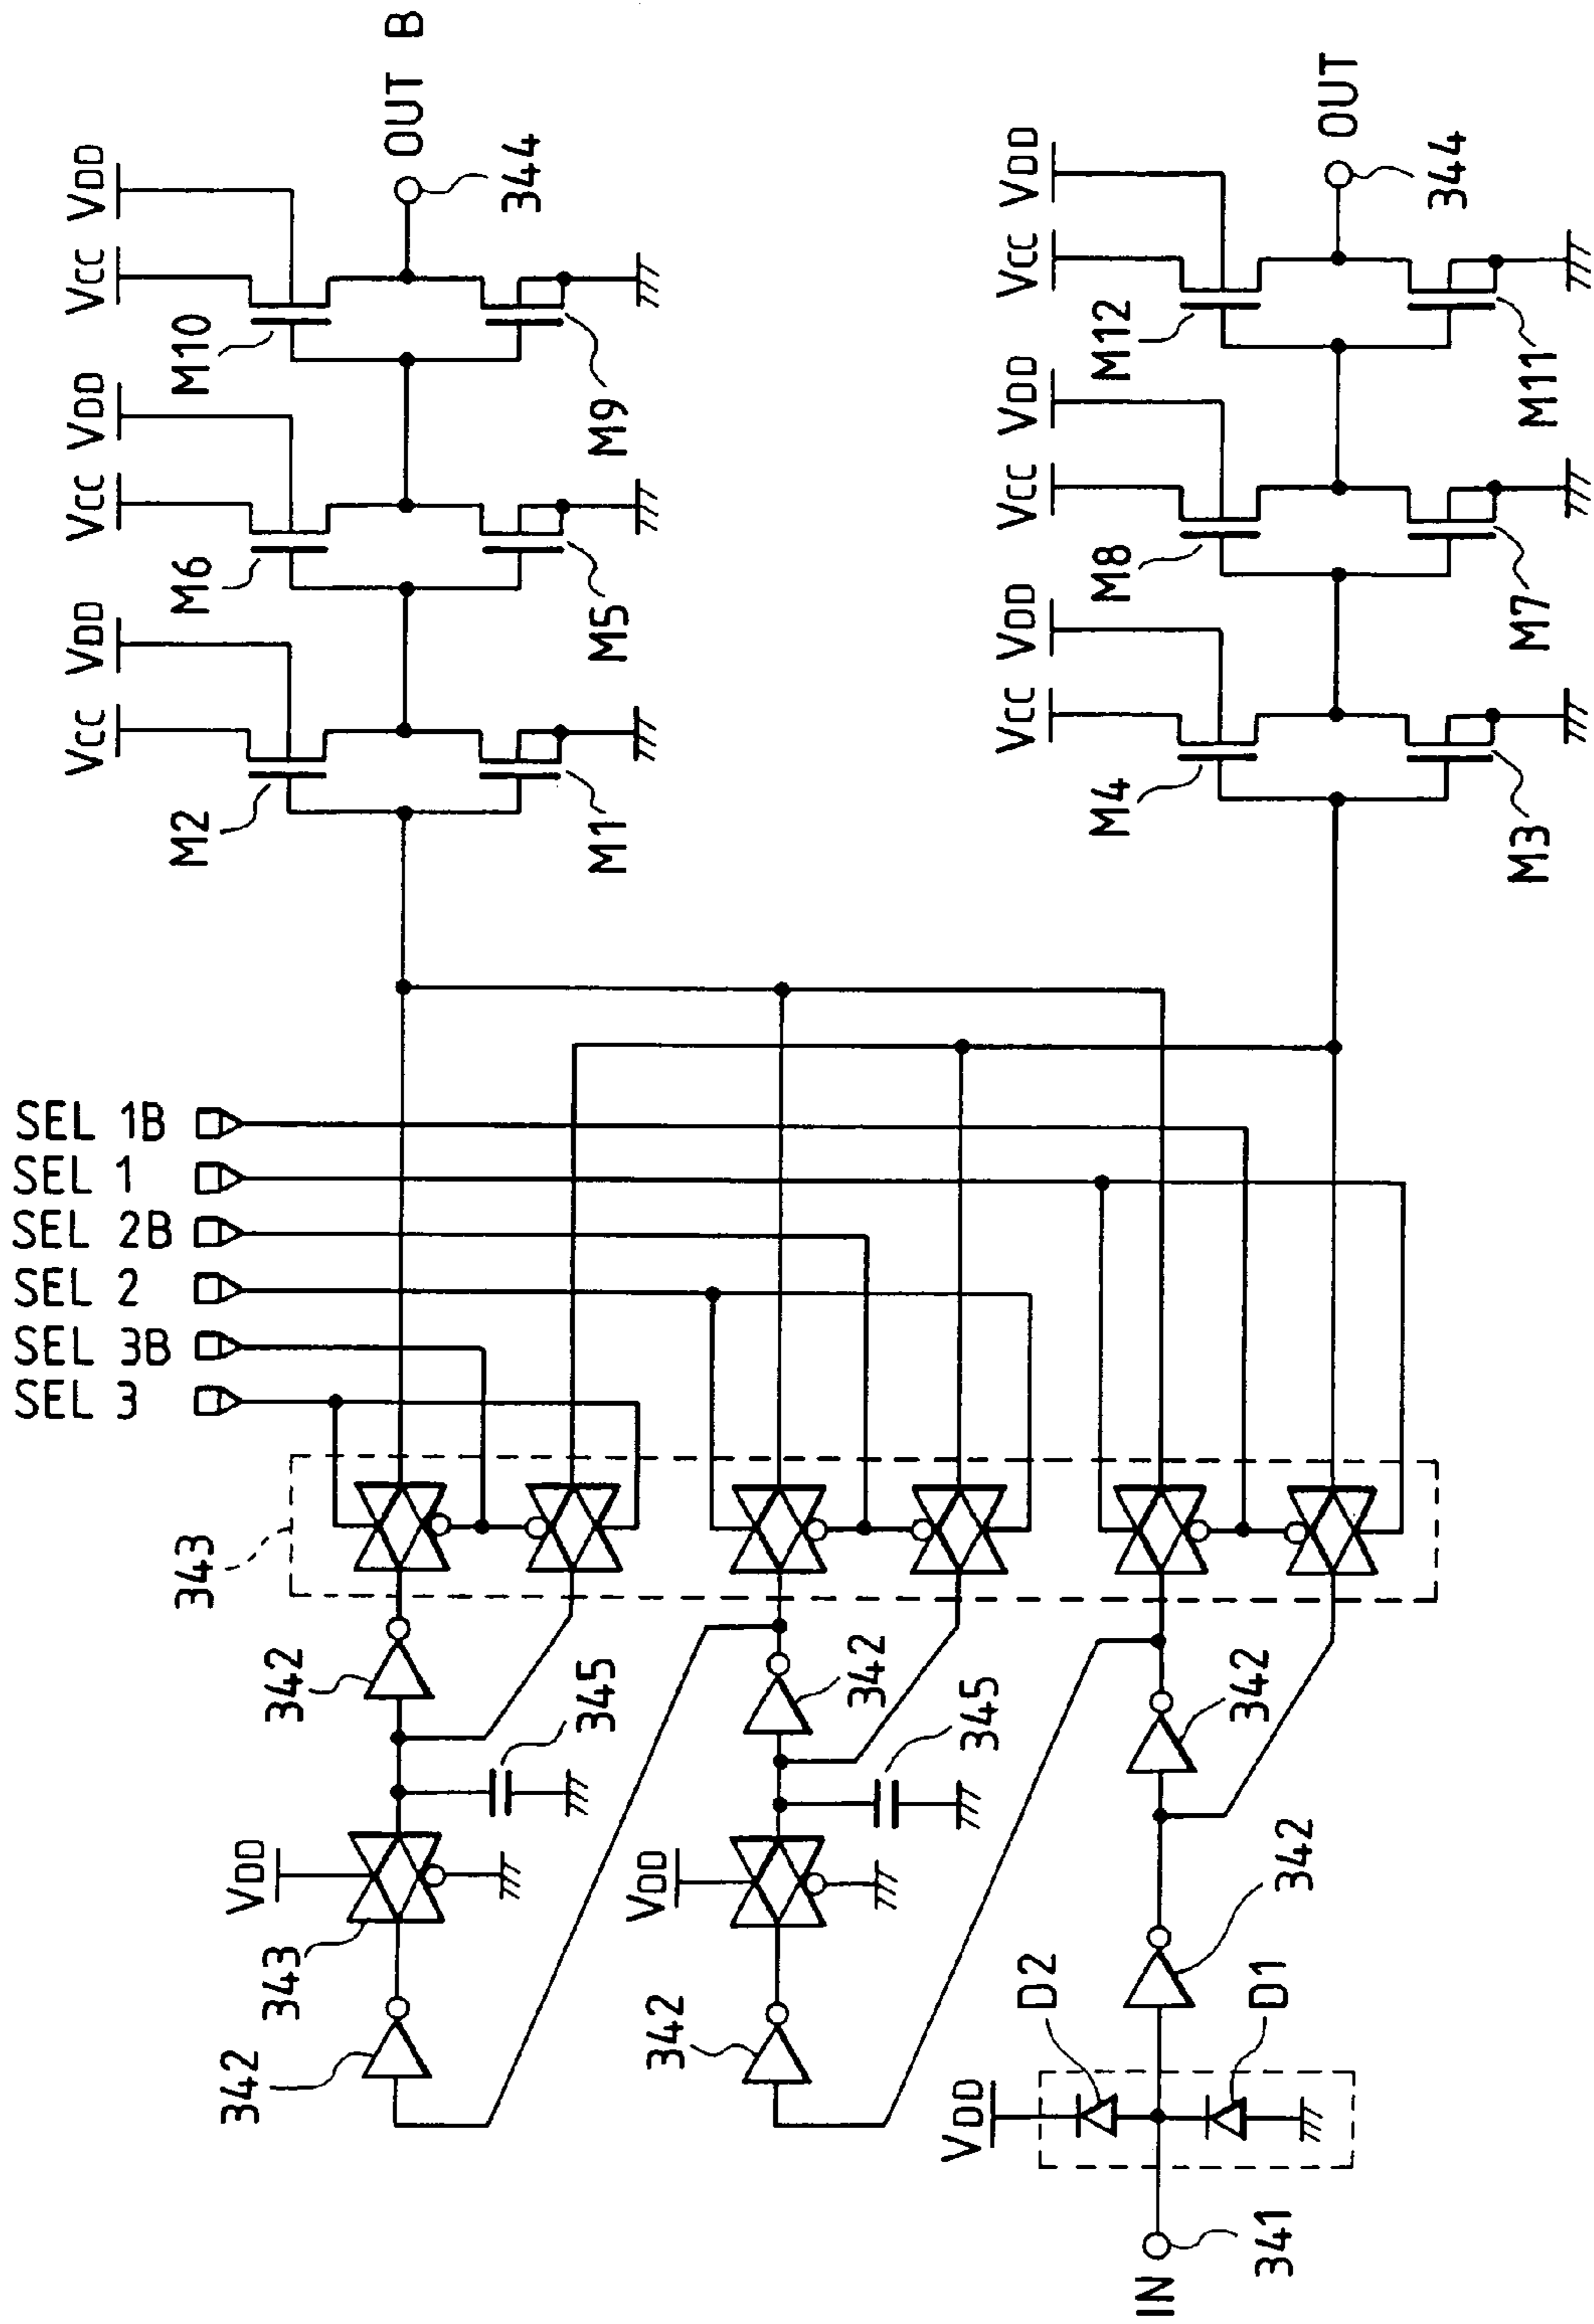 VCC VDD
VCC VDD
VCC VDD
M2
M6
M10
OUT B
344
M1
M5
M9
VCC VDD
VCC VDD
VCC VDD
M4
M8
M12
OUT
344
M3
M7
M11
SEL 1B
SEL 1
SEL 2B
SEL 2
SEL 3B
SEL 3
343
342
345
342
345
342
VDD
343
VDD
342
342
342
D2
D1
VDD
IN
341